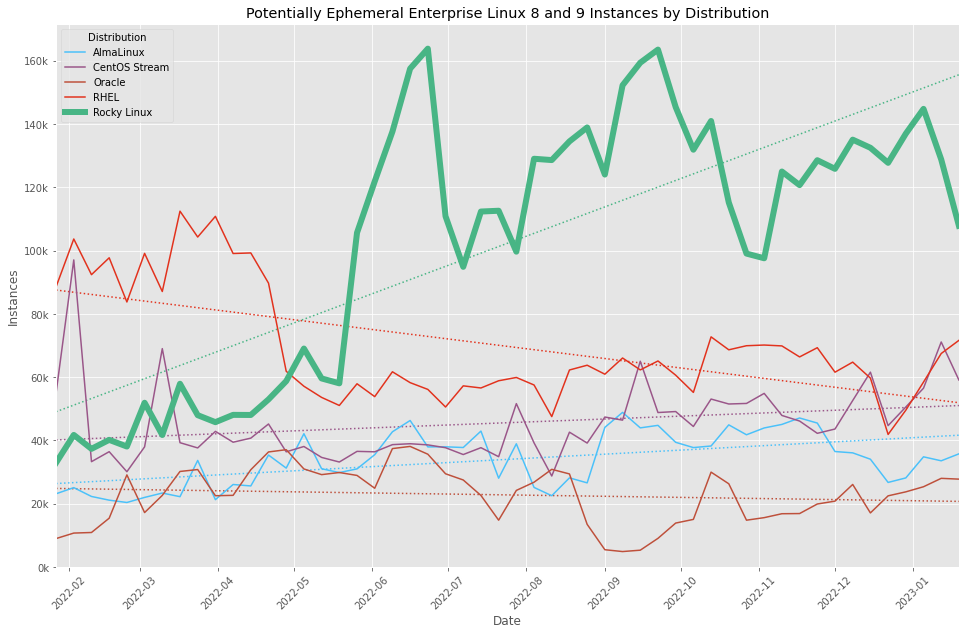 Potentially Ephemeral Enterprise Linux 8 and 9 Instances by Distribution
Distribution
AlmaLinux
CentOS Stream
Oracle
RHEL
Rocky Linux
160k
140k
120k
100k
80k
60k
40k
20k
0k
Instances
2022-02
2022-03
2022-04
2022-05
2022-06
2022-07
2022-08
2022-09
2022-10
2022-11
2022-12
2023-01
Date